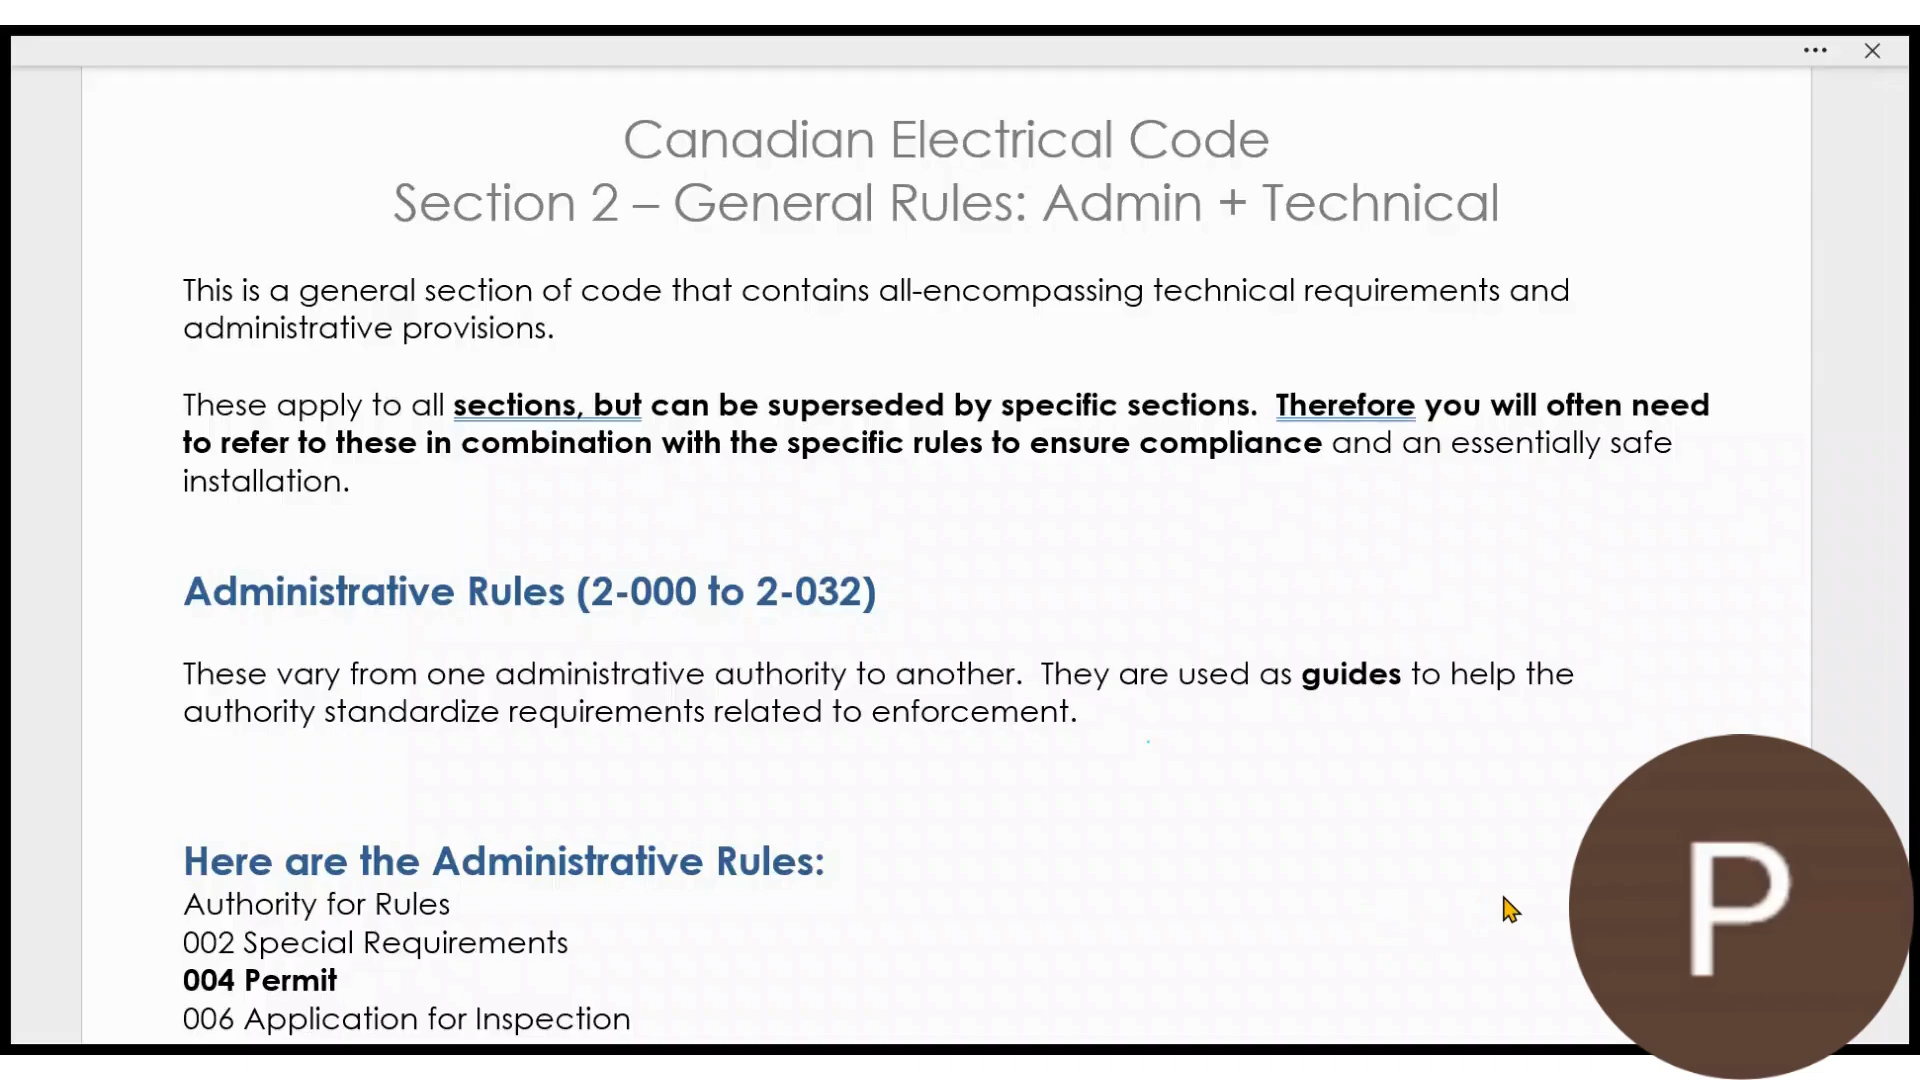 Canadian Electrical Code
Section 2 – General Rules: Admin + Technical
This is a general section of code that contains all-encompassing technical requirements and
administrative provisions.
These apply to all sections, but can be superseded by specific sections.  Therefore you will often need
to refer to these in combination with the specific rules to ensure compliance and an essentially safe
installation.
Administrative Rules (2-000 to 2-032)
These vary from one administrative authority to another.  They are used as guides to help the
authority standardize requirements related to enforcement.
Here are the Administrative Rules:
Authority for Rules
002 Special Requirements
004 Permit
006 Application for Inspection
P